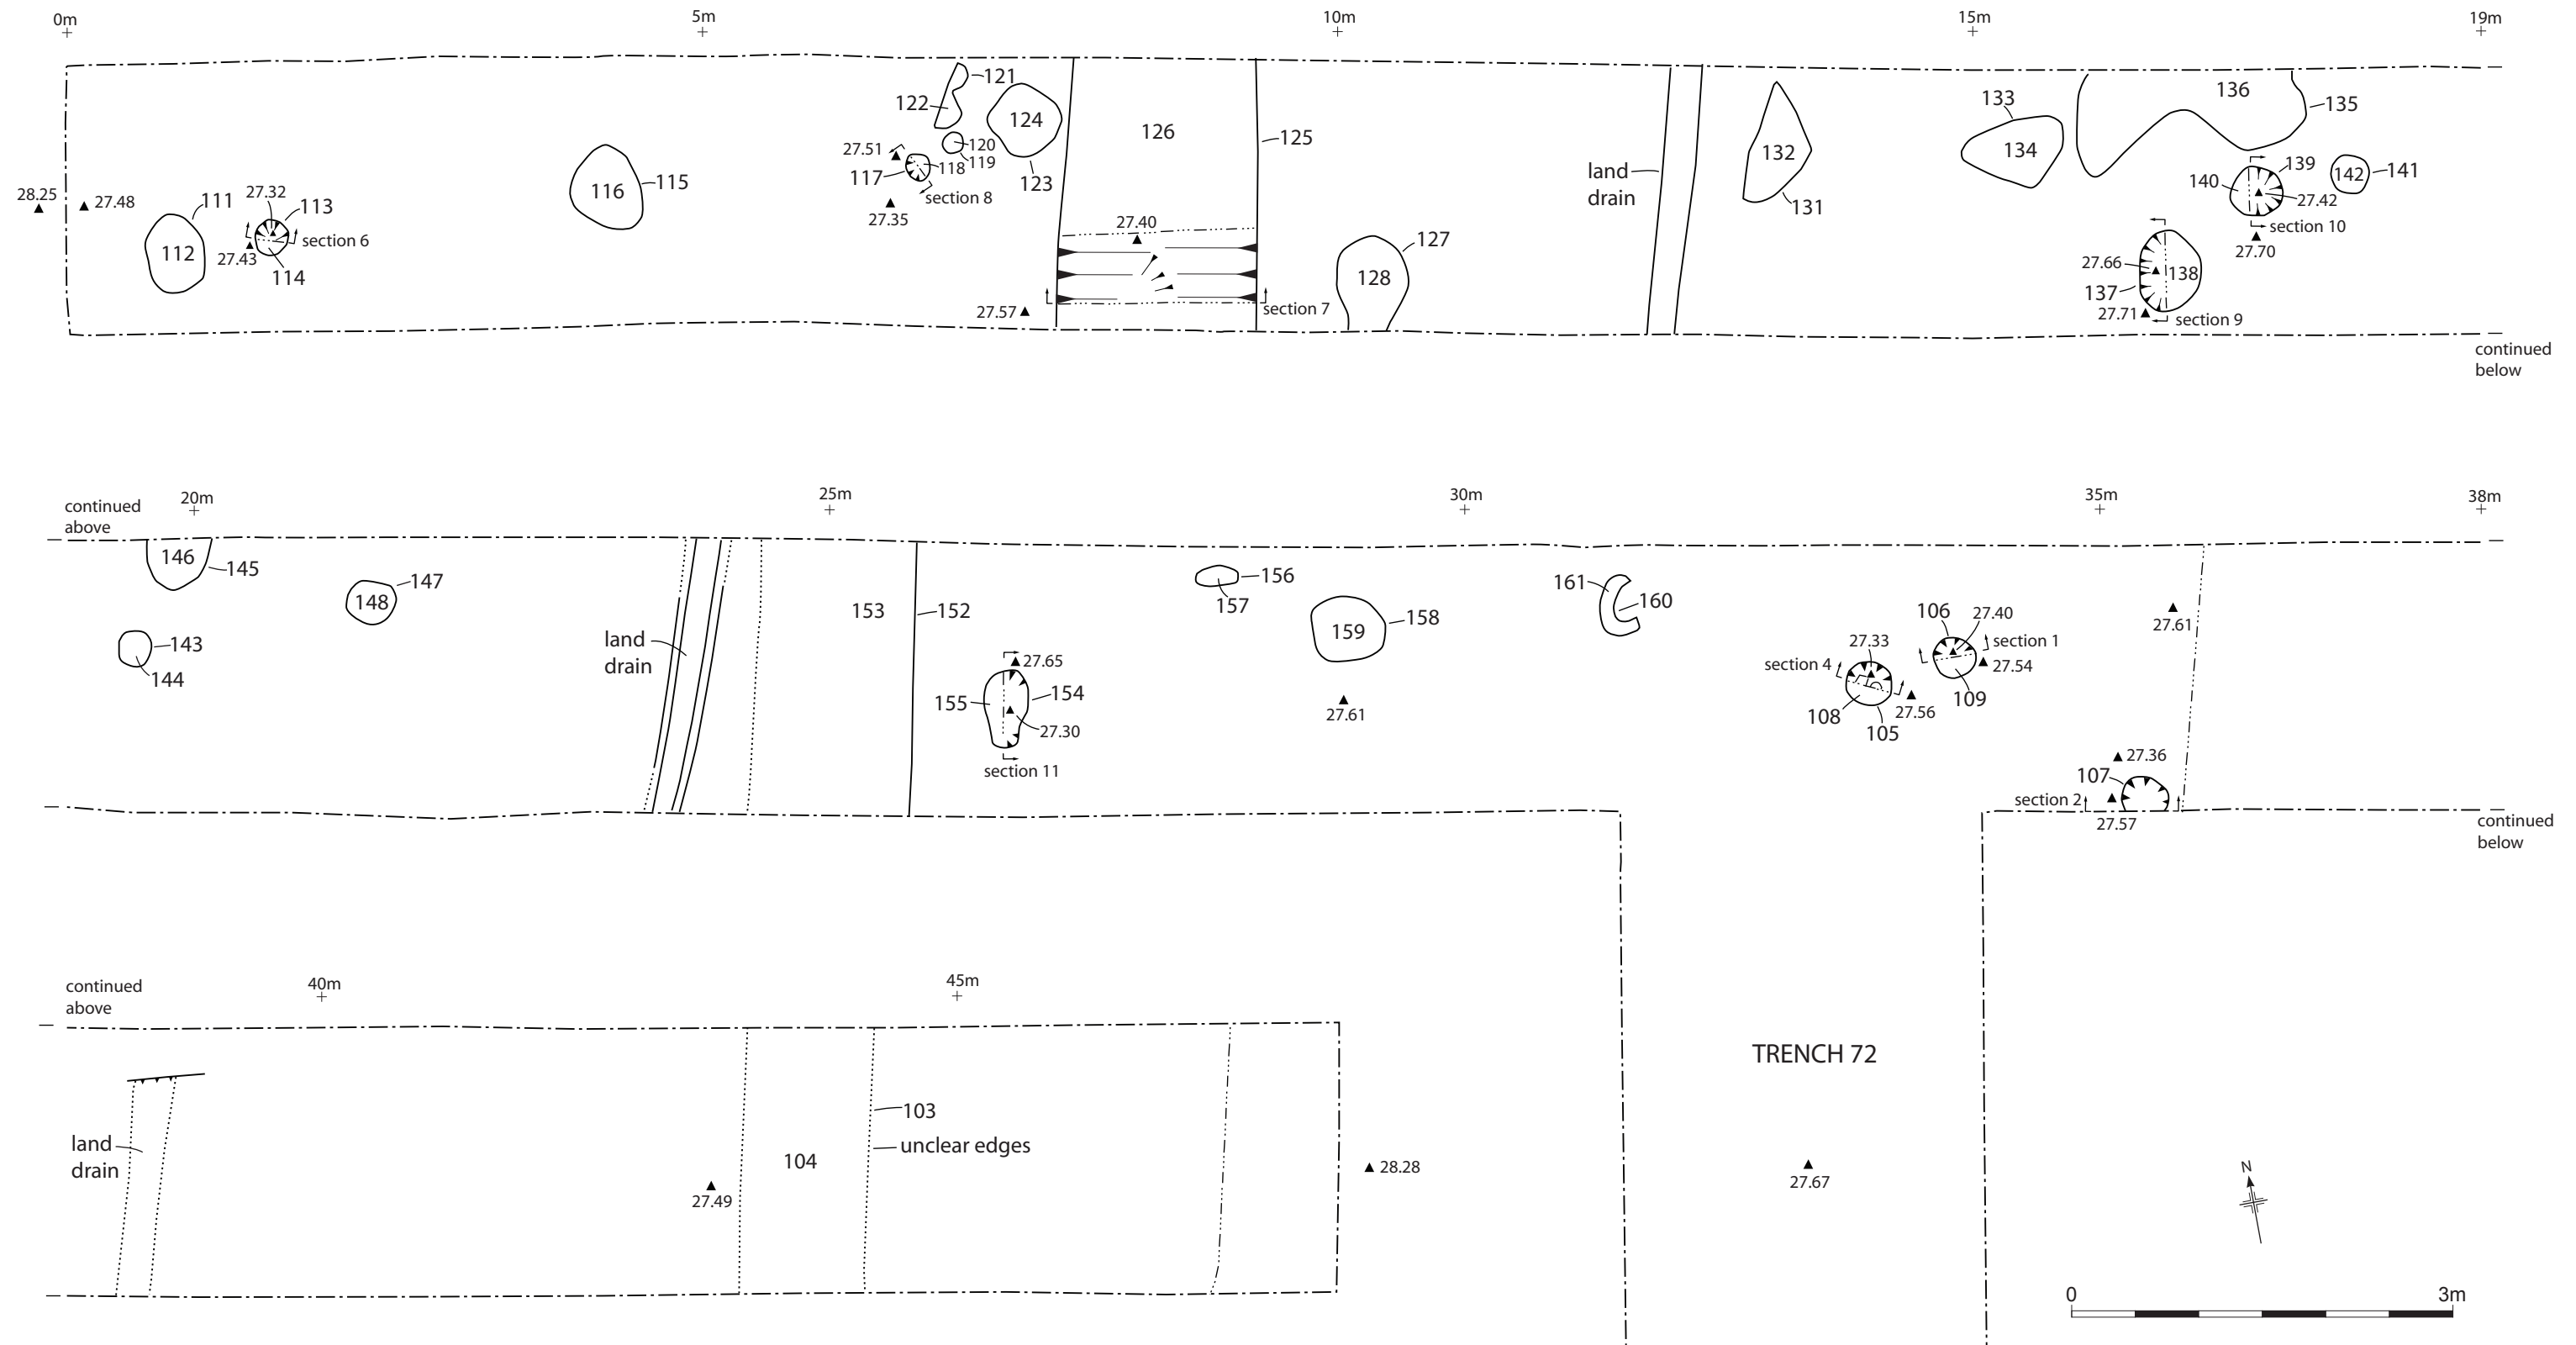 0m
5m
10m
15m
19m
121
122
124
126
125
136
135
133
134
132
131
land
drain
120
119
118
117
27.51
section 8
27.35
123
116
115
28.25
27.48
111
112
27.32
113
section 6
27.43
114
27.40
127
128
27.57
section 7
139
140
27.42
section 10
27.70
142
141
27.66
138
137
27.71
section 9
continued
below
continued
above
20m
25m
30m
35m
38m
146
145
147
148
143
144
land
drain
153
152
27.65
155
154
27.30
section 11
156
157
159
158
27.61
161
160
106
27.40
section 1
27.54
109
27.33
section 4
27.56
108
105
27.61
27.36
107
section 2
27.57
continued
below
continued
above
40m
45m
land
drain
27.49
104
103
unclear edges
28.28
TRENCH 72
27.67
N
0
3m